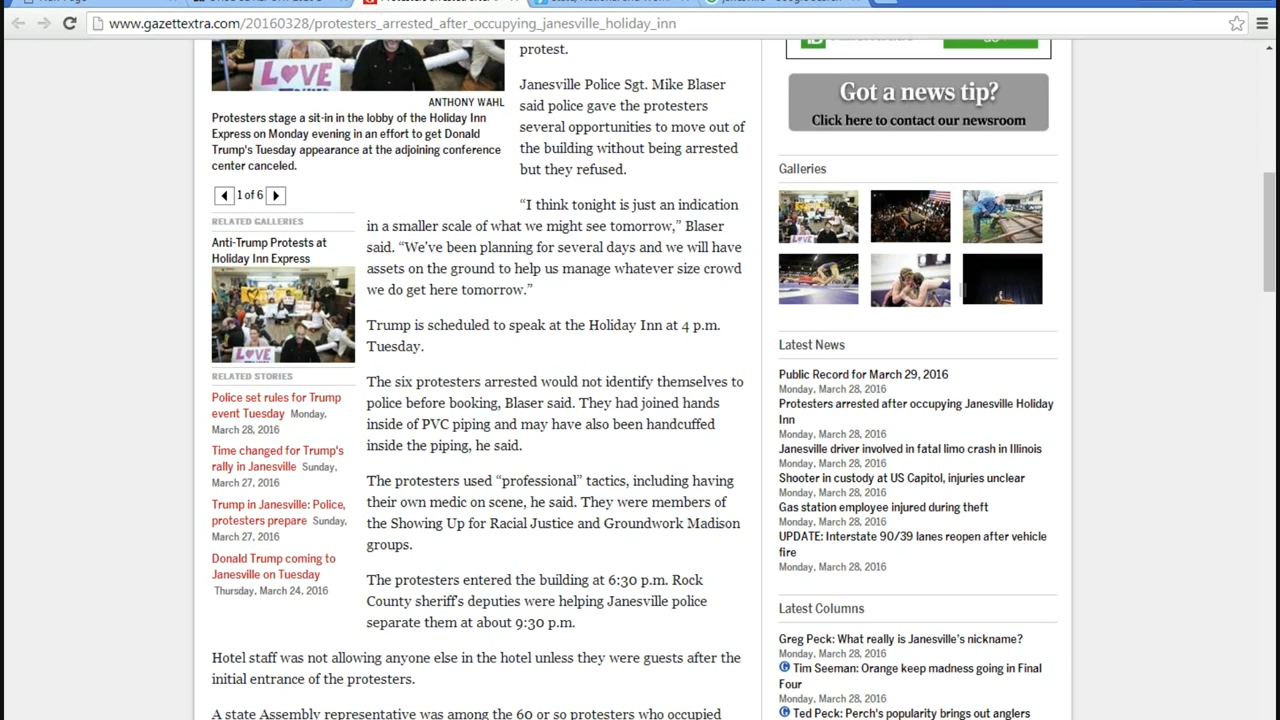 www.gazettextra.com/20160328/protesters_arrested_after_occupying_janesville_holiday_inn
LOVE
ANTHONY WAHL
Protesters stage a sit-in in the lobby of the Holiday Inn
Express on Monday evening in an effort to get Donald
Trump's Tuesday appearance at the adjoining conference
center canceled.
1 of 6
RELATED GALLERIES
Anti-Trump Protests at
Holiday Inn Express
LOVE
RELATED STORIES
Police set rules for Trump
event Tuesday Monday,
March 28, 2016
Time changed for Trump's
rally in Janesville Sunday,
March 27, 2016
Trump in Janesville: Police,
protesters prepare Sunday,
March 27, 2016
Donald Trump coming to
Janesville on Tuesday
Thursday, March 24, 2016
protest.
Janesville Police Sgt. Mike Blaser
said police gave the protesters
several opportunities to move out of
the building without being arrested
but they refused.
“I think tonight is just an indication
in a smaller scale of what we might see tomorrow,” Blaser
said. “We've been planning for several days and we will have
assets on the ground to help us manage whatever size crowd
we do get here tomorrow.”
Trump is scheduled to speak at the Holiday Inn at 4 p.m.
Tuesday.
The six protesters arrested would not identify themselves to
police before booking, Blaser said. They had joined hands
inside of PVC piping and may have also been handcuffed
inside the piping, he said.
The protesters used “professional” tactics, including having
their own medic on scene, he said. They were members of
the Showing Up for Racial Justice and Groundwork Madison
groups.
The protesters entered the building at 6:30 p.m. Rock
County sheriff's deputies were helping Janesville police
separate them at about 9:30 p.m.
Hotel staff was not allowing anyone else in the hotel unless they were guests after the
initial entrance of the protesters.
A state Assembly representative was among the 60 or so protesters who occupied
Got a news tip?
Click here to contact our newsroom
Galleries
Latest News
Public Record for March 29, 2016
Monday, March 28, 2016
Protesters arrested after occupying Janesville Holiday
Inn
Monday, March 28, 2016
Janesville driver involved in fatal limo crash in Illinois
Monday, March 28, 2016
Shooter in custody at US Capitol, injuries unclear
Monday, March 28, 2016
Gas station employee injured during theft
Monday, March 28, 2016
UPDATE: Interstate 90/39 lanes reopen after vehicle
fire
Monday, March 28, 2016
Latest Columns
Greg Peck: What really is Janesville's nickname?
Monday, March 28, 2016
Tim Seeman: Orange keep madness going in Final
Four
Monday, March 28, 2016
Ted Peck: Perch's popularity brings out anglers